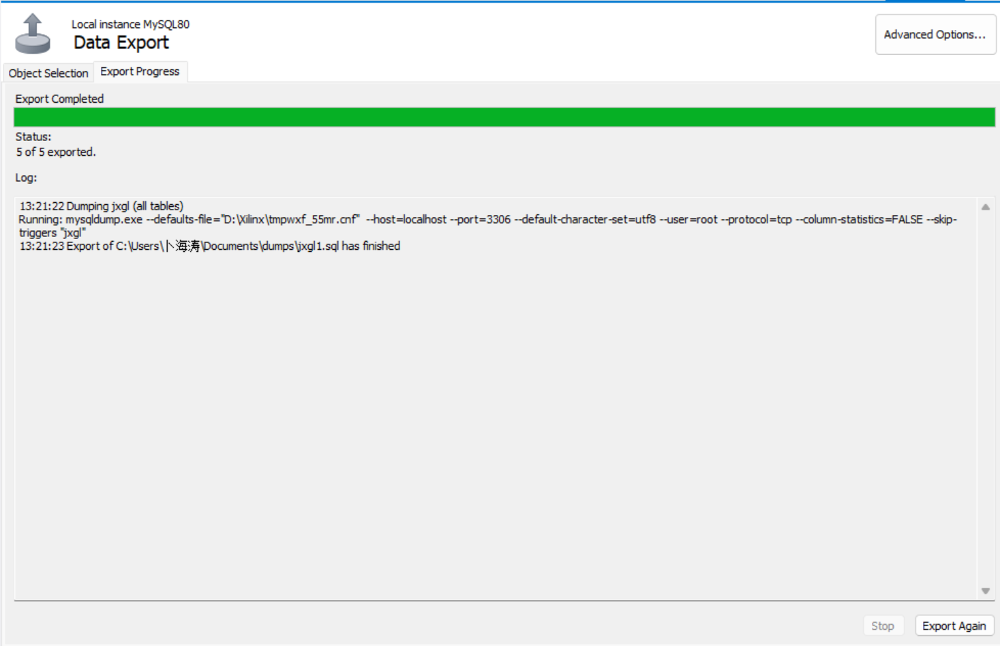 Local instance MySQL80
Data Export
Advanced Options...
Object Selection
Export Progress
Export Completed
Status:
5 of 5 exported.
Log:
13:21:22 Dumping jxgl (all tables)
Running: mysqldump.exe --defaults-file="D:\Xilinx\tmpwxf_55mr.cnf"  --host=localhost --port=3306 --default-character-set=utf8 --user=root --protocol=tcp --column-statistics=FALSE --skip-
triggers "jxgl"
13:21:23 Export of C:\Users\卜海涛\Documents\dumps\jxgl1.sql has finished
Stop
Export Again